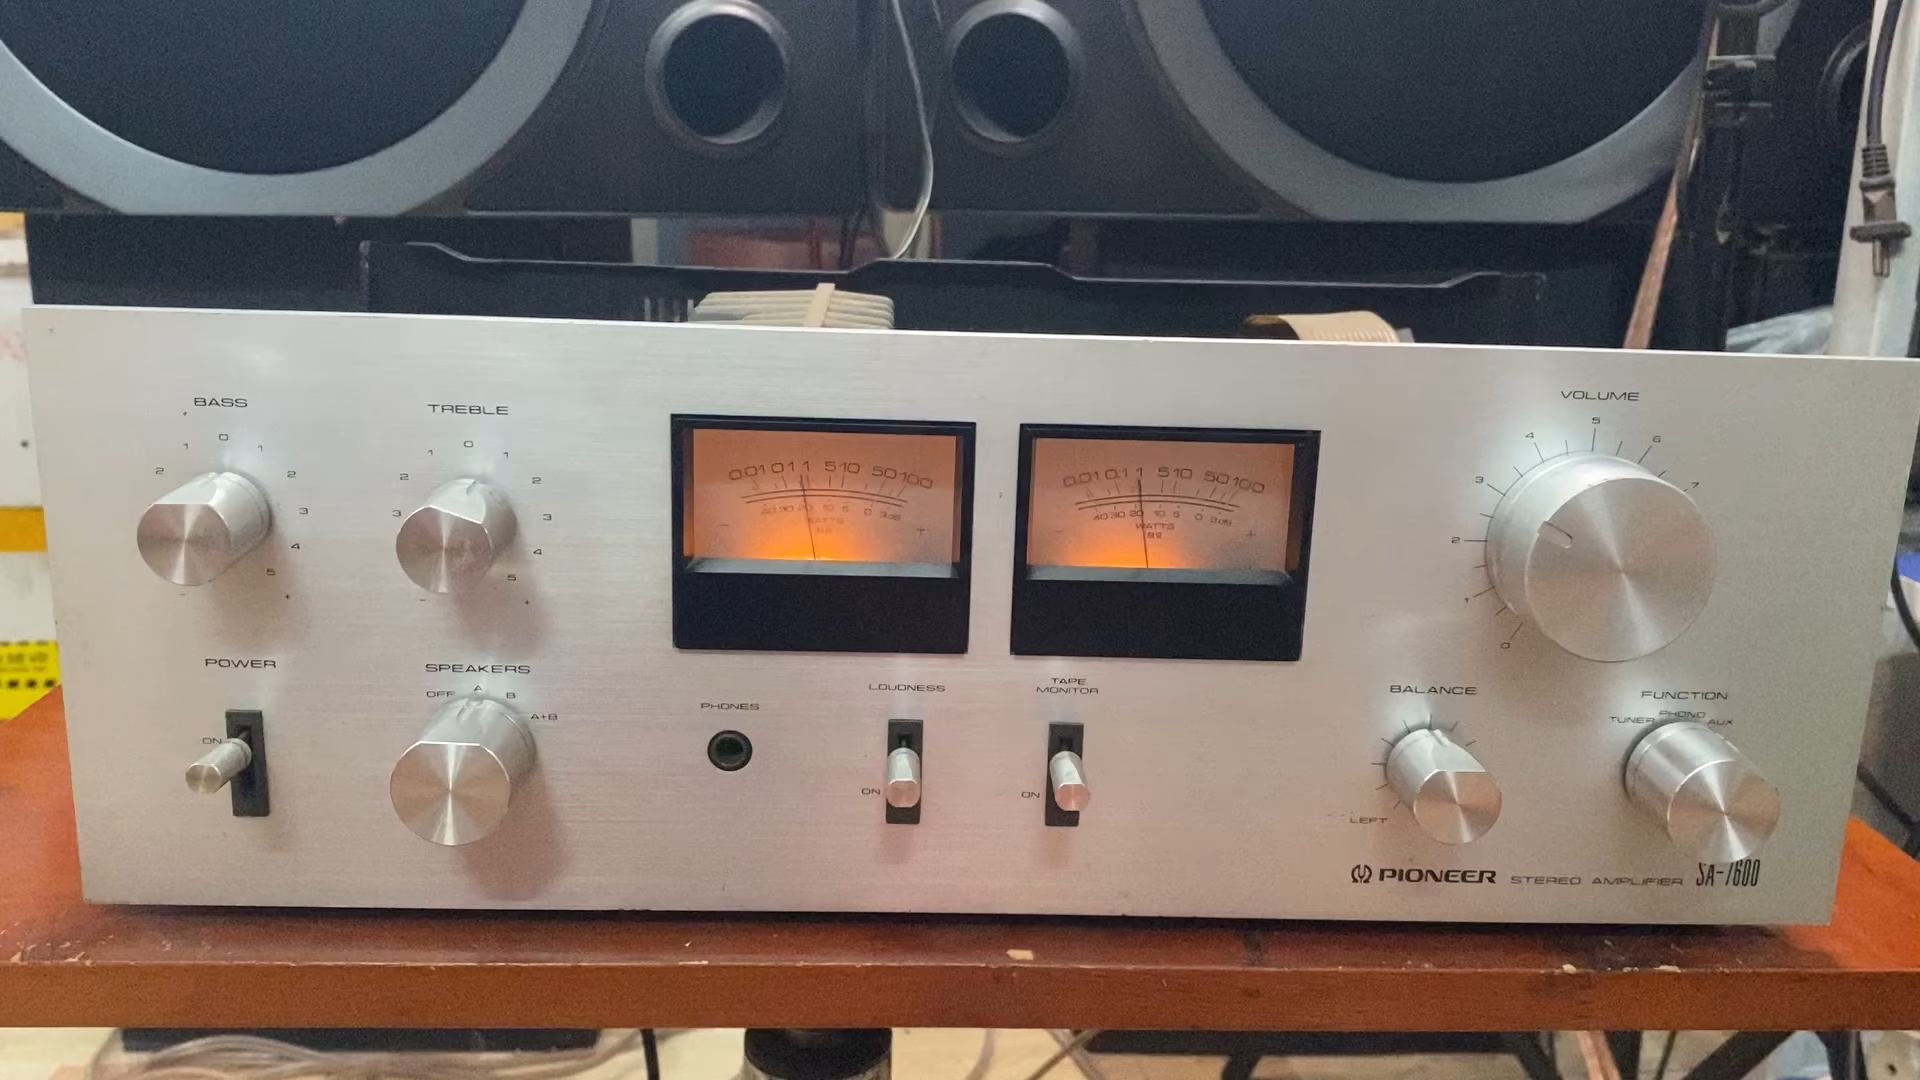 BASS
0
1 1
2 2
3
4
5
- +
TREBLE
0
1 1
2 2
3 3
4
5
- +
0.01 0.1 1 5 10 50 100
40 30 20 10 5 0 3dB
WATTS
8Ω
- +
0.01 0.1 1 5 10 50 100
40 30 20 10 5 0 3dB
WATTS
8Ω
- +
VOLUME
0 1 2 3 4 5 6 7
POWER
ON
SPEAKERS
OFF A B A+B
PHONES
LOUDNESS
ON
TAPE
MONITOR
ON
BALANCE
LEFT
FUNCTION
TUNER PHONO AUX
PIONEER STEREO AMPLIFIER SA-7600